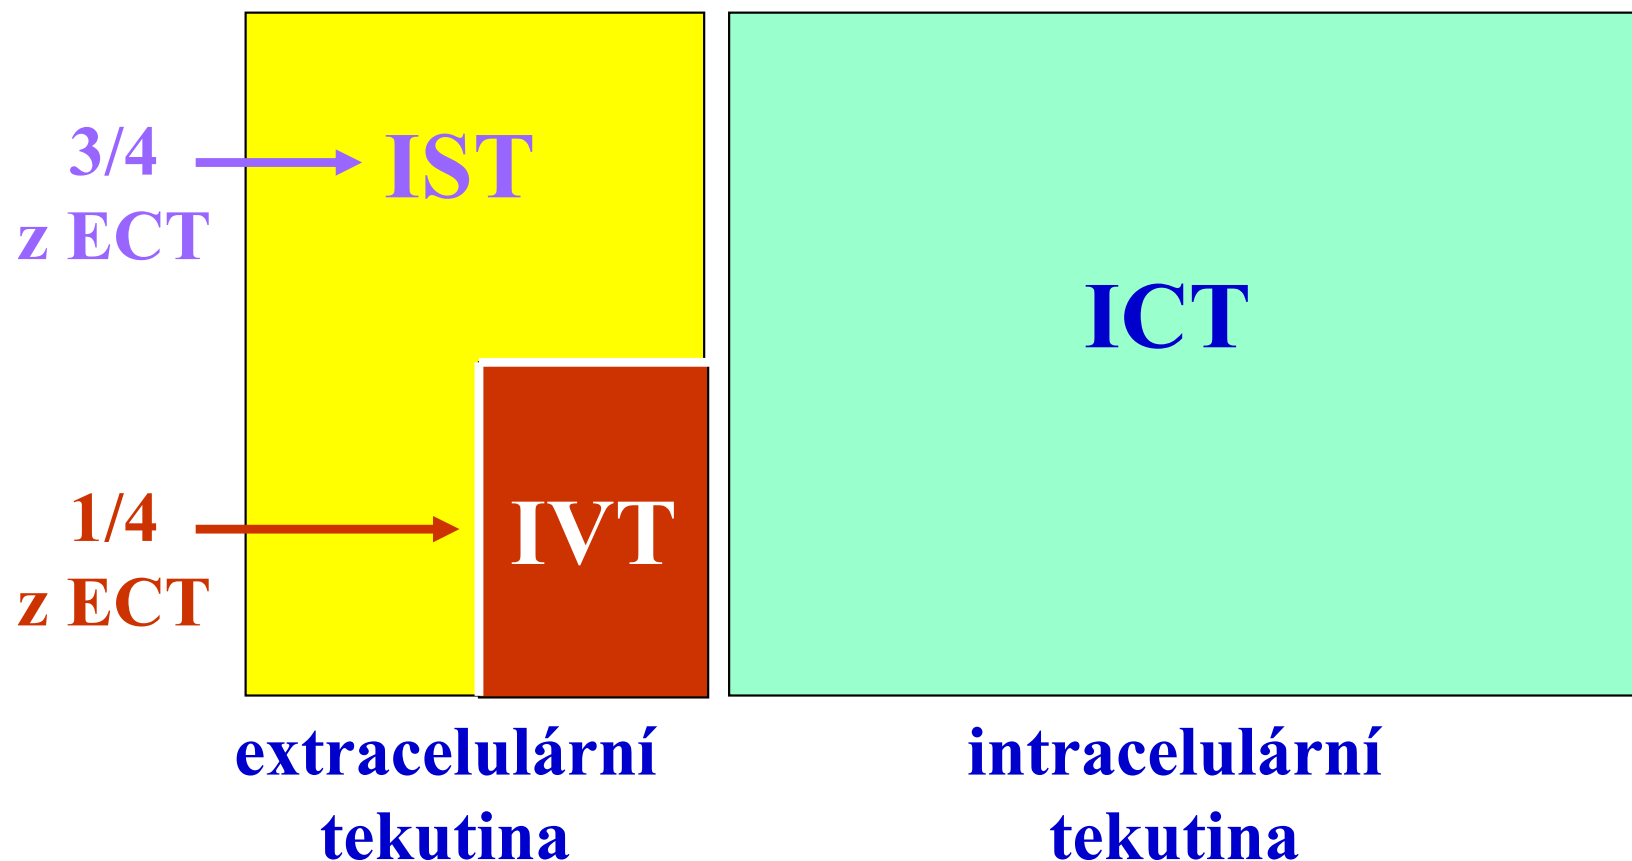 3/4
z ECT
IST
ICT
1/4
z ECT
IVT
extracelulární
tekutina
intracelulární
tekutina